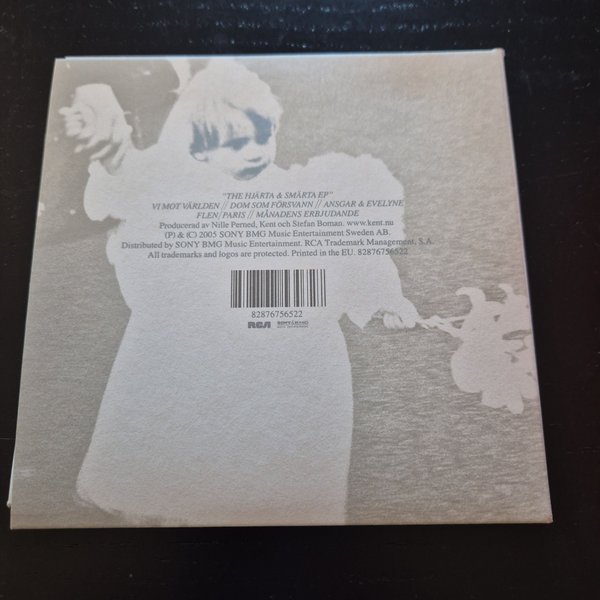 "THE HJÄRTA & SMÄRTA EP"
VI MOT VÄRLDEN // DOM SOM FÖRSVANN // ANSGAR & EVELYNE
FLEN/PARIS // MÅNADENS ERBJUDANDE
Producerad av Nille Perned, Kent och Stefan Boman. www.kent.nu
(P) & (C) 2005 SONY BMG Music Entertainment Sweden AB.
Distributed by SONY BMG Music Entertainment. RCA Trademark Management, S.A.
All trademarks and logos are protected. Printed in the EU. 82876756522
82876756522
RCA SONY BMG